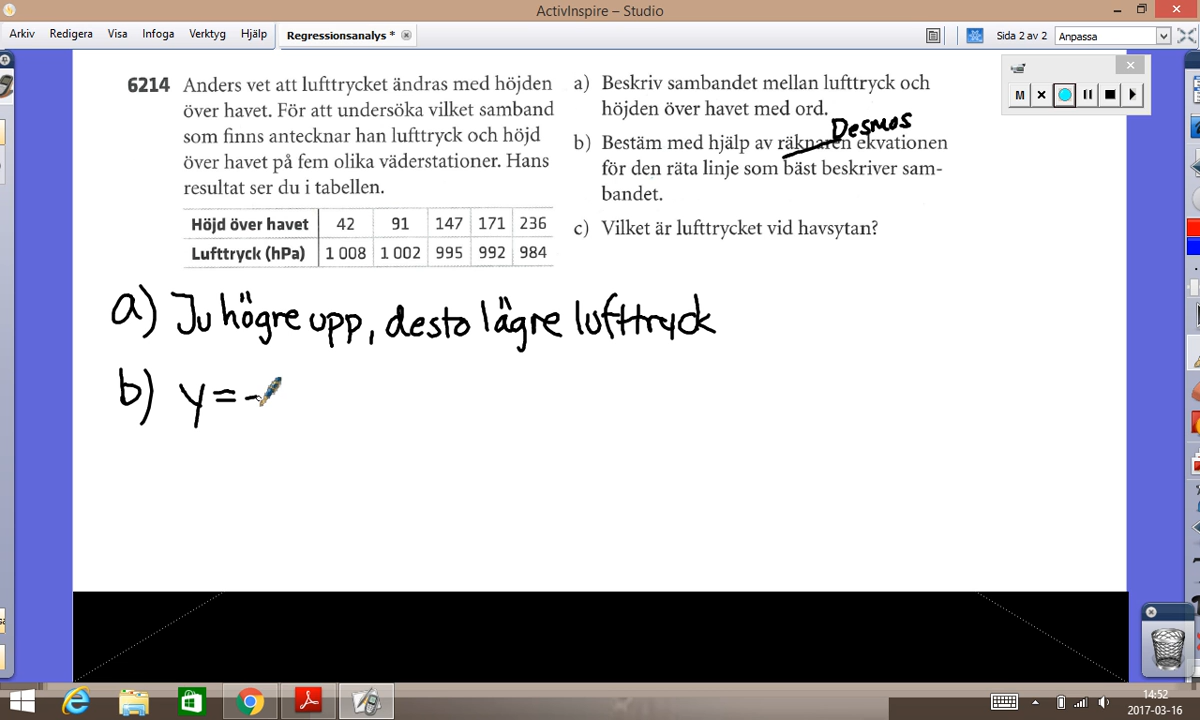 ActivInspire – Studio
Arkiv Redigera Visa Infoga Verktyg Hjälp Regressionsanalys * Sida 2 av 2 Anpassa
6214 Anders vet att lufttrycket ändras med höjden
över havet. För att undersöka vilket samband
som finns antecknar han lufttryck och höjd
över havet på fem olika väderstationer. Hans
resultat ser du i tabellen.
Höjd över havet 42 91 147 171 236
Lufttryck (hPa) 1 008 1 002 995 992 984
a) Beskriv sambandet mellan lufttryck och
höjden över havet med ord.
Desmos
b) Bestäm med hjälp av räknaren ekvationen
för den räta linje som bäst beskriver sam-
bandet.
c) Vilket är lufttrycket vid havsytan?
M
a) Ju högre upp, desto lägre lufttryck
b) y = -
14:52
2017-03-16